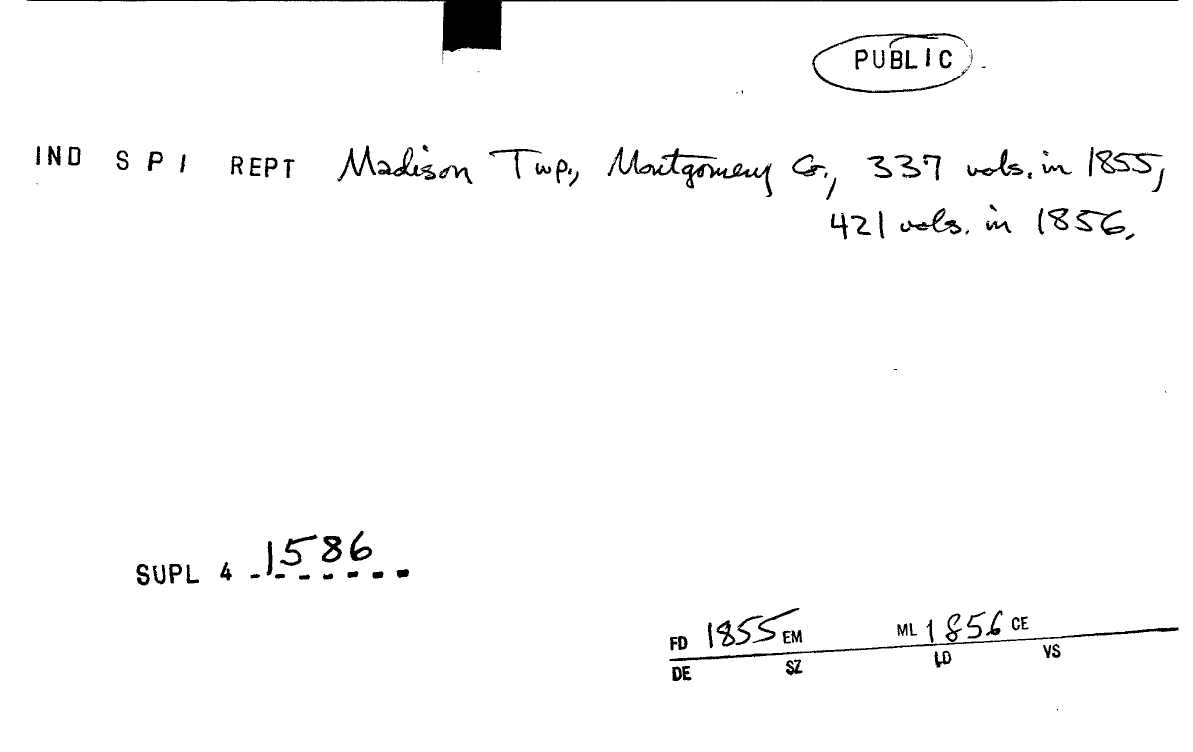 PUBLIC
IND S P I REPT Madison Twp., Montgomery Co., 337 vols. in 1855,
421 vols. in 1856.
SUPL 4 1586
FD 1855 EM ML 1856 CE
DE SZ LD VS